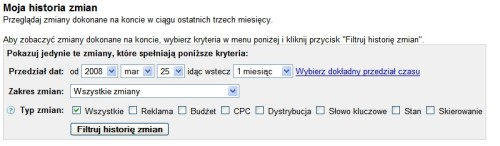 Moja historia zmian
Przeglądaj zmiany dokonane na koncie w ciągu ostatnich trzech miesięcy.
Aby zobaczyć zmiany dokonane na koncie, wybierz kryteria w menu poniżej i kliknij przycisk "Filtruj historię zmian".
Pokazuj jedynie te zmiany, które spełniają poniższe kryteria:
Przedział dat: od 2008 mar 25 idąc wstecz 1 miesiąc Wybierz dokładny przedział czasu
Zakres zmian: Wszystkie zmiany
Typ zmian: Wszystkie Reklama Budżet CPC Dystrybucja Słowo kluczowe Stan Skierowanie
Filtruj historię zmian